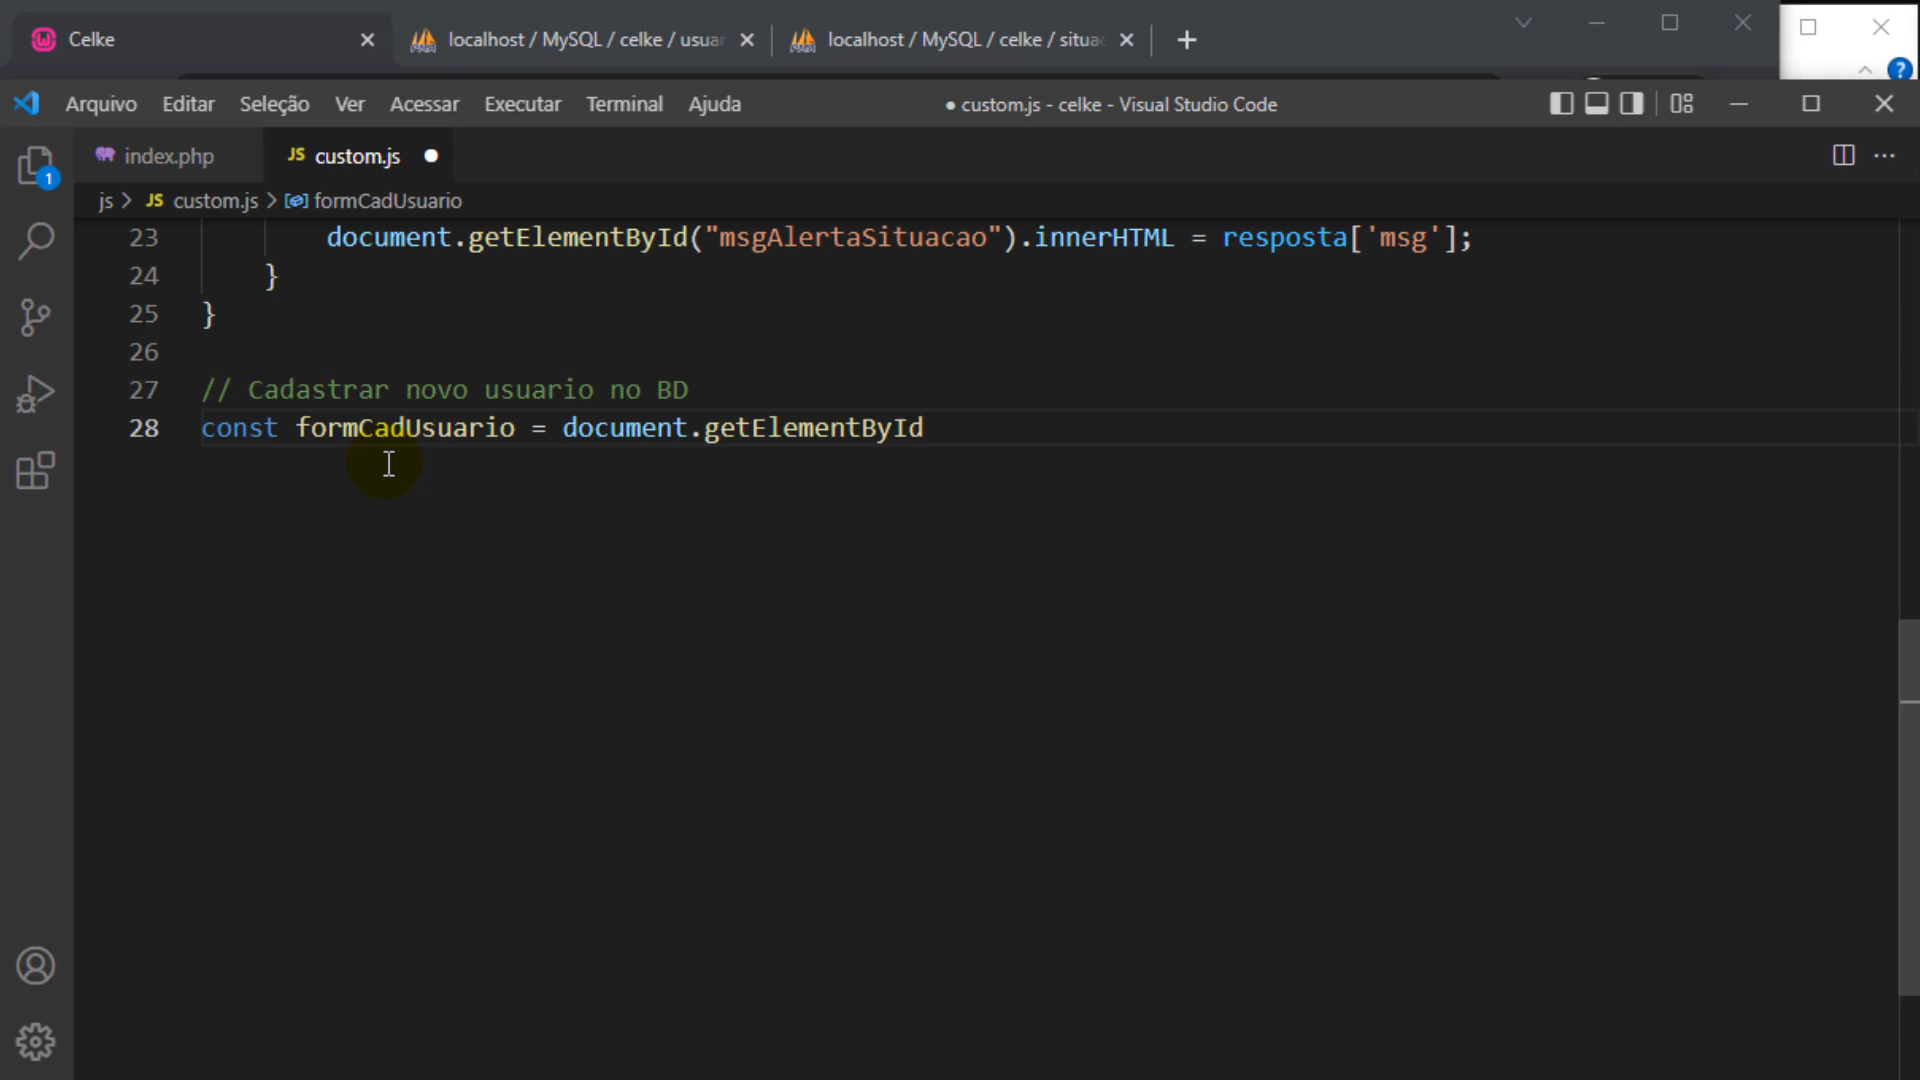 Celke
localhost / MySQL / celke / usuar
localhost / MySQL / celke / situac
Arquivo Editar Seleção Ver Acessar Executar Terminal Ajuda
● custom.js - celke - Visual Studio Code
index.php
JS custom.js
1
js > JS custom.js > formCadUsuario
23 document.getElementById("msgAlertaSituacao").innerHTML = resposta['msg'];
24 }
25 }
26
27 // Cadastrar novo usuario no BD
28 const formCadUsuario = document.getElementById